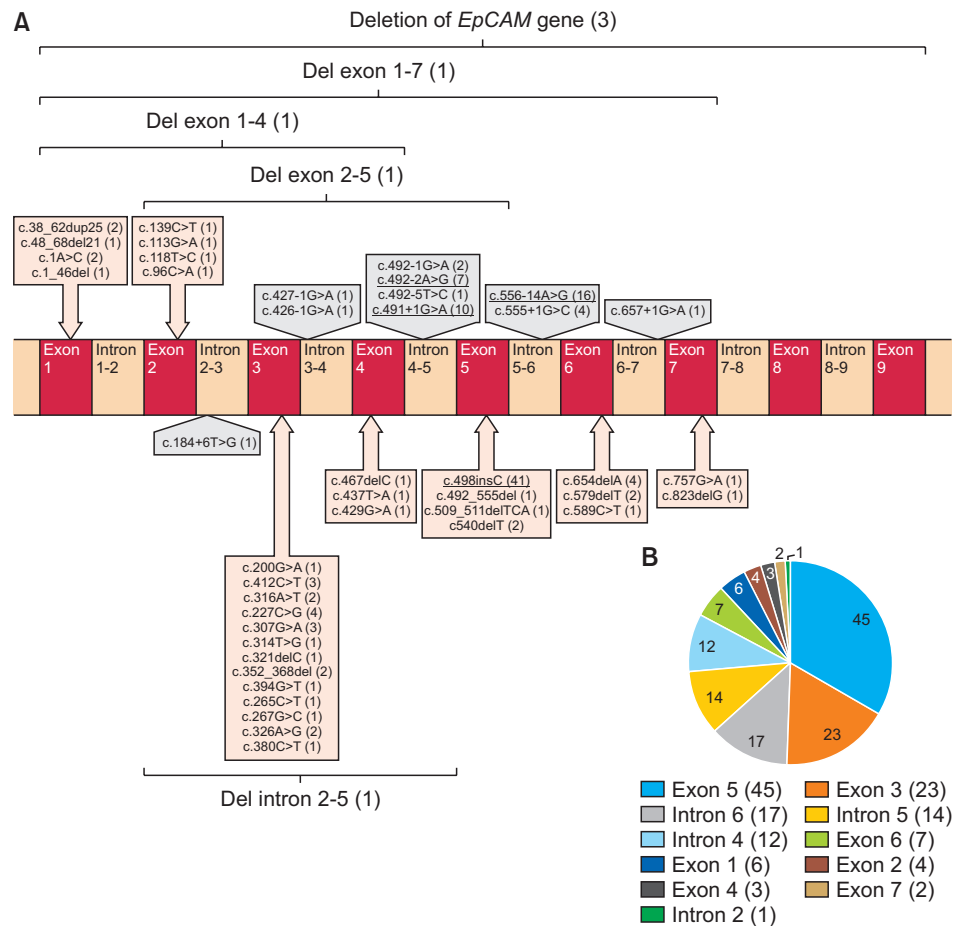 A
Deletion of EpCAM gene (3)
Del exon 1-7 (1)
Del exon 1-4 (1)
Del exon 2-5 (1)
c.38_62dup25 (2)
c.48_68del21 (1)
c.1A>C (2)
c.1_46del (1)
c.139C>T (1)
c.113G>A (1)
c.118T>C (1)
c.96C>A (1)
c.427-1G>A (1)
c.426-1G>A (1)
c.492-1G>A (2)
c.492-2A>G (7)
c.492-5T>C (1)
c.491+1G>A (10)
c.556-14A>G (16)
c.555+1G>C (4)
c.657+1G>A (1)
Exon 1
Intron 1-2
Exon 2
Intron 2-3
Exon 3
Intron 3-4
Exon 4
Intron 4-5
Exon 5
Intron 5-6
Exon 6
Intron 6-7
Exon 7
Intron 7-8
Exon 8
Intron 8-9
Exon 9
c.184+6T>G (1)
c.200G>A (1)
c.412C>T (3)
c.316A>T (2)
c.227C>G (4)
c.307G>A (3)
c.314T>G (1)
c.321delC (1)
c.352_368del (2)
c.394G>T (1)
c.265C>T (1)
c.267G>C (1)
c.326A>G (2)
c.380C>T (1)
c.467delC (1)
c.437T>A (1)
c.429G>A (1)
c.498insC (41)
c.492_555del (1)
c.509_511delTCA (1)
c540delT (2)
c.654delA (4)
c.579delT (2)
c.589C>T (1)
c.757G>A (1)
c.823delG (1)
Del intron 2-5 (1)
B
45
23
17
14
12
7
6
4
3
2
1
Exon 5 (45)
Exon 3 (23)
Intron 6 (17)
Intron 5 (14)
Intron 4 (12)
Exon 6 (7)
Exon 1 (6)
Exon 2 (4)
Exon 4 (3)
Exon 7 (2)
Intron 2 (1)